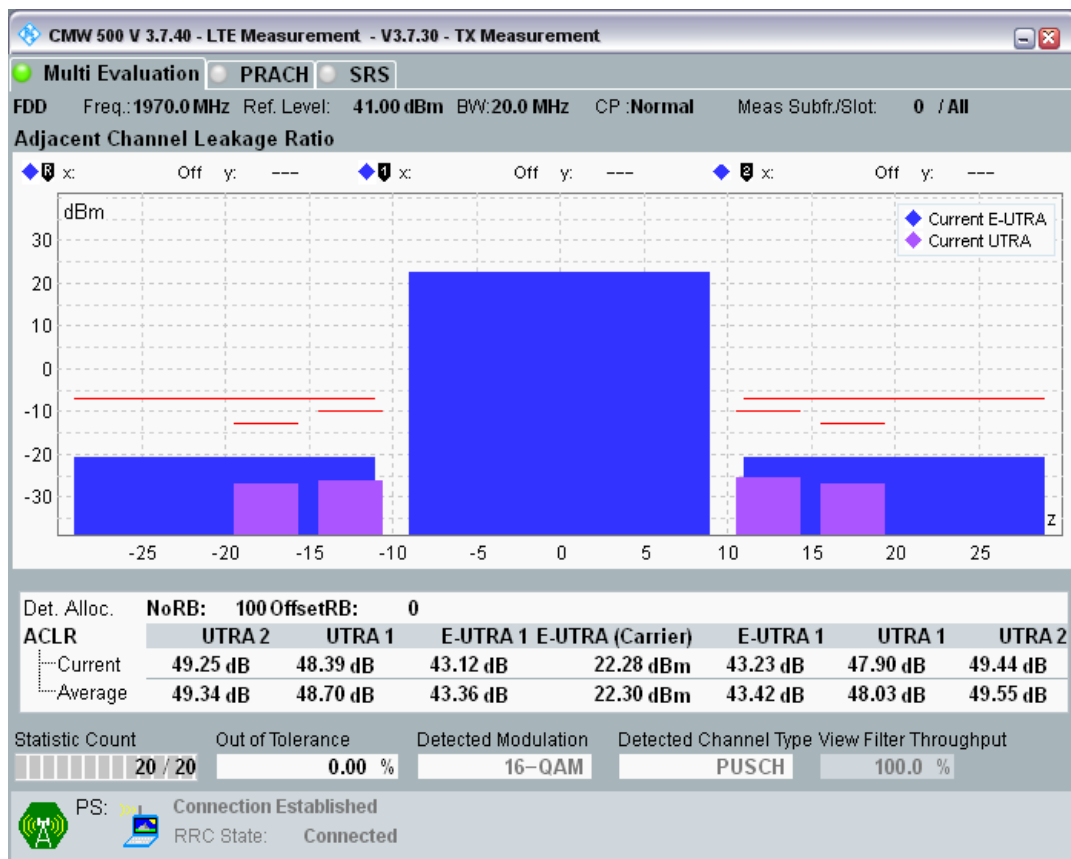 CMW 500 V 3.7.40 - LTE Measurement - V3.7.30 - TX Measurement
Multi Evaluation PRACH SRS
FDD Freq.:1970.0 MHz Ref. Level: 41.00 dBm BW:20.0 MHz CP :Normal Meas Subfr./Slot: 0 / All
Adjacent Channel Leakage Ratio
R x: Off y: --- 1 x: Off y: --- 2 x: Off y: ---
dBm
Current E-UTRA
Current UTRA
30
20
10
0
-10
-20
-30
z
-25 -20 -15 -10 -5 0 5 10 15 20 25
Det. Alloc. NoRB: 100 OffsetRB: 0
ACLR UTRA 2 UTRA 1 E-UTRA 1 E-UTRA (Carrier) E-UTRA 1 UTRA 1 UTRA 2
Current 49.25 dB 48.39 dB 43.12 dB 22.28 dBm 43.23 dB 47.90 dB 49.44 dB
Average 49.34 dB 48.70 dB 43.36 dB 22.30 dBm 43.42 dB 48.03 dB 49.55 dB
Statistic Count Out of Tolerance Detected Modulation Detected Channel Type View Filter Throughput
20 / 20 0.00 % 16-QAM PUSCH 100.0 %
PS: Connection Established
RRC State: Connected